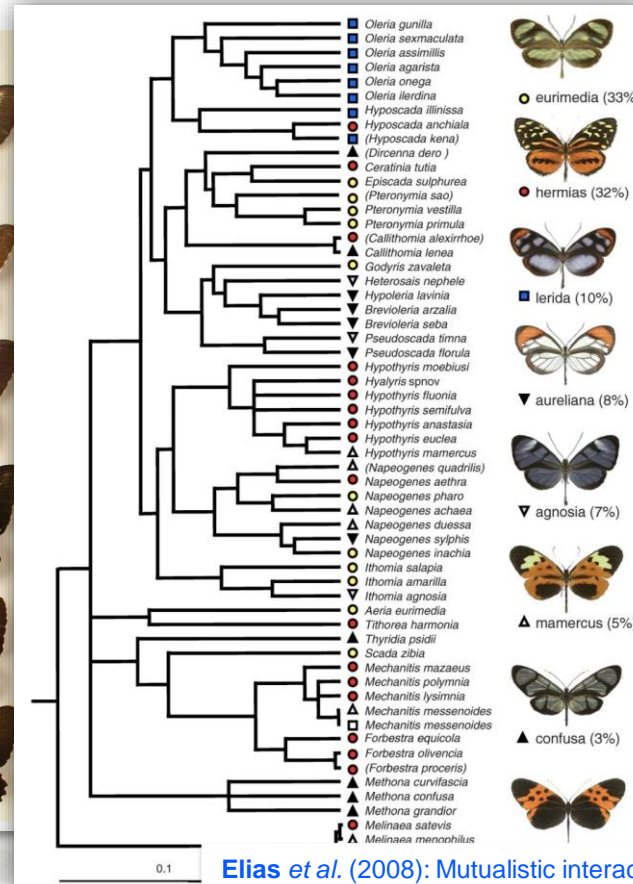 Oleria gunilla
Oleria sexmaculata
Oleria assimillis
Oleria agarista
Oleria onega
Oleria ilerdina
Hyposcada illinissa
Hyposcada anchiala
(Hyposcada kena)
(Dircenna dero )
Ceratinia tutia
Episcada sulphurea
(Pteronymia sao)
Pteronymia vestilla
Pteronymia primula
(Callithomia alexirrhoe)
Callithomia lenea
Godyris zavaleta
Heterosais nephele
Hypoleria lavinia
Brevioleria arzalia
Brevioleria seba
Pseudoscada timna
Pseudoscada florula
Hypothyris moebiusi
Hyalyris spnov
Hypothyris fluonia
Hypothyris semifulva
Hypothyris anastasia
Hypothyris euclea
Hypothyris mamercus
(Napeogenes quadrilis)
Napeogenes aethra
Napeogenes pharo
Napeogenes achaea
Napeogenes duessa
Napeogenes sylphis
Napeogenes inachia
Ithomia salapia
Ithomia amarilla
Ithomia agnosia
Aeria eurimedia
Tithorea harmonia
Thyridia psidii
Scada zibia
Mechanitis mazaeus
Mechanitis polymnia
Mechanitis lysimnia
Mechanitis messenoides
Mechanitis messenoides
Forbestra equicola
Forbestra olivencia
(Forbestra proceris)
Methona curvifascia
Methona confusa
Methona grandior
Melinaea satevis
Melinaea menophilus
eurimedia (33%
hermias (32%)
lerida (10%)
aureliana (8%)
agnosia (7%)
mamercus (5%)
confusa (3%)
0.1
Elias et al. (2008): Mutualistic interac